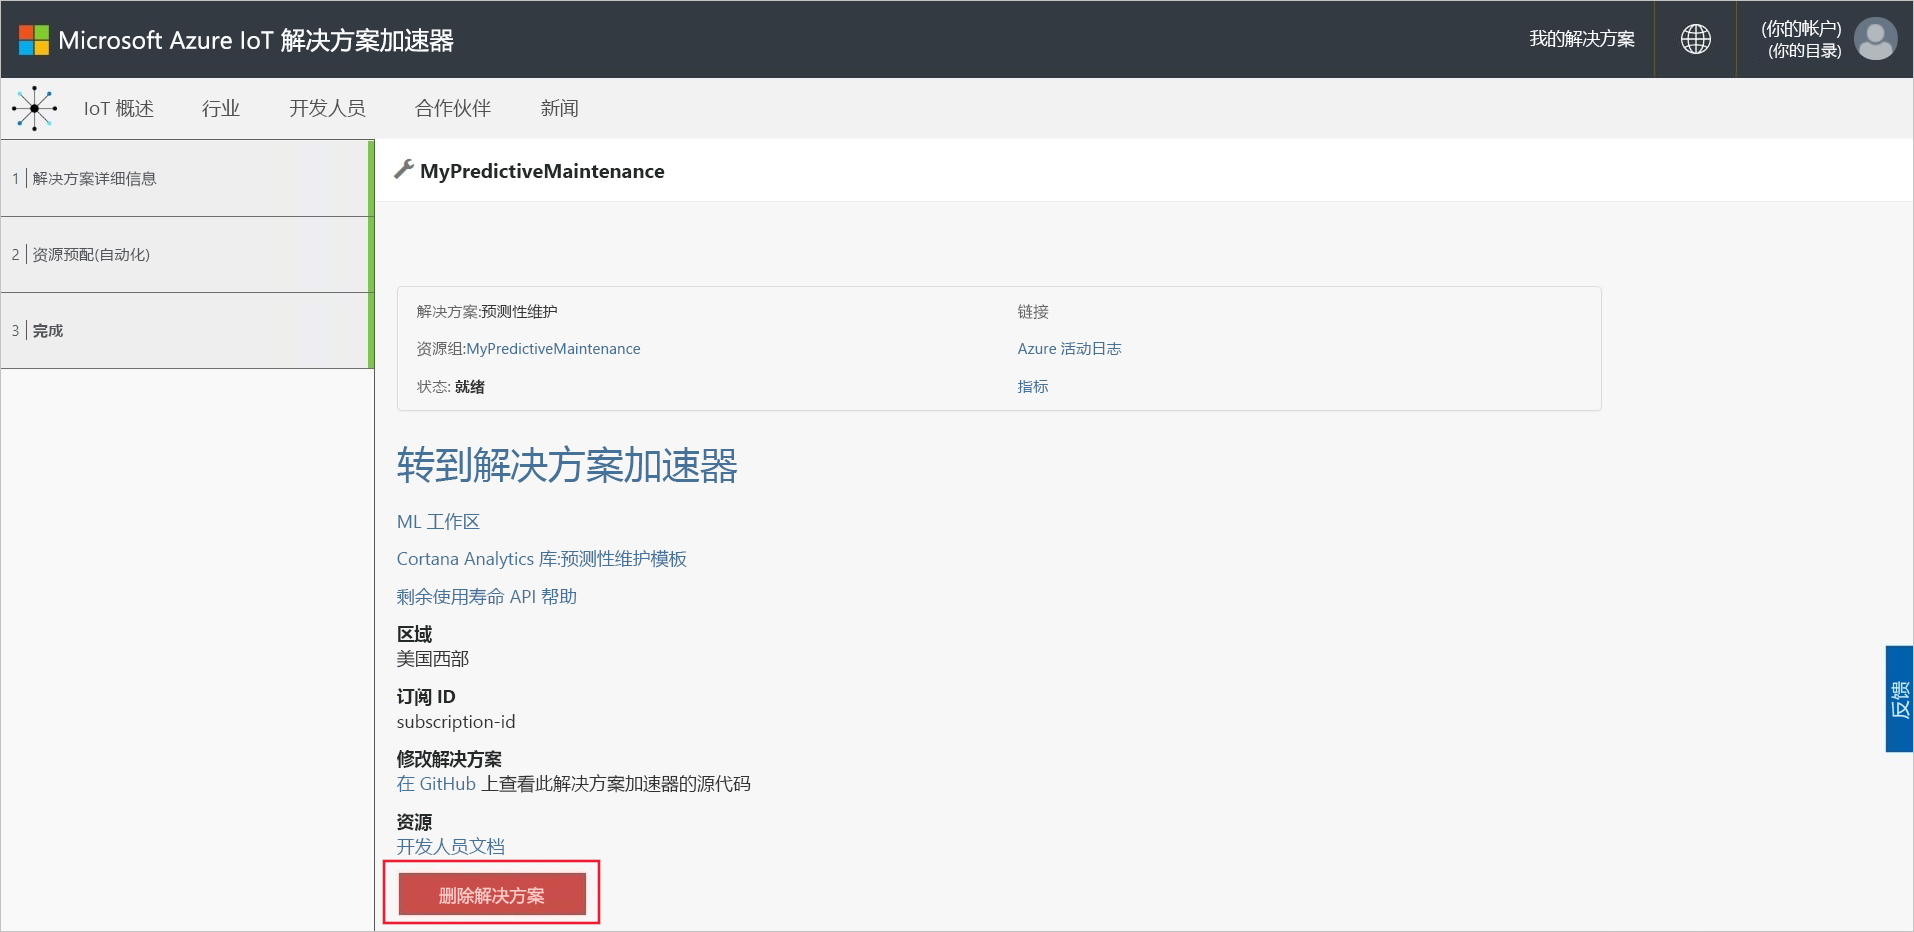 Microsoft Azure IoT 解决方案加速器
我的解决方案
(你的帐户)
(你的目录)
IoT 概述
行业
开发人员
合作伙伴
新闻
1 解决方案详细信息
2 资源预配(自动化)
3 完成
MyPredictiveMaintenance
解决方案:预测性维护
资源组:MyPredictiveMaintenance
状态: 就绪
链接
Azure 活动日志
指标
转到解决方案加速器
ML 工作区
Cortana Analytics 库:预测性维护模板
剩余使用寿命 API 帮助
区域
美国西部
订阅 ID
subscription-id
修改解决方案
在 GitHub 上查看此解决方案加速器的源代码
资源
开发人员文档
删除解决方案
反馈